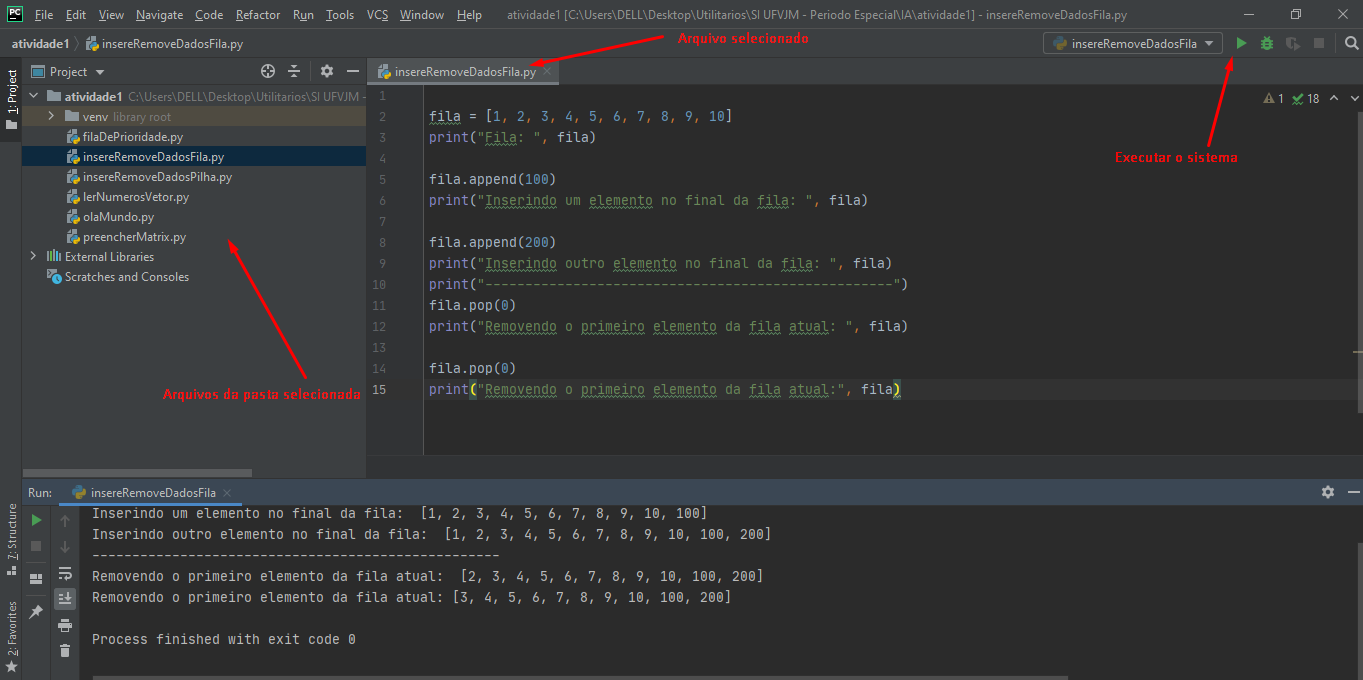 PC File Edit View Navigate Code Refactor Run Tools VCS Window Help atividade1 [C:\Users\DELL\Desktop\Utilitarios\SI UFVJM - Periodo Especial\IA\atividade1] - insereRemoveDadosFila.py
atividade1 insereRemoveDadosFila.py
Arquivo selecionado
insereRemoveDadosFila
1: Project
Project
insereRemoveDadosFila.py
atividade1 C:\Users\DELL\Desktop\Utilitarios\SI UFVJM -
venv library root
filaDePrioridade.py
insereRemoveDadosFila.py
insereRemoveDadosPilha.py
lerNumerosVetor.py
olaMundo.py
preencherMatrix.py
External Libraries
Scratches and Consoles
Arquivos da pasta selecionada
1 18
Executar o sistema
1
2 fila = [1, 2, 3, 4, 5, 6, 7, 8, 9, 10]
3 print("Fila: ", fila)
4
5 fila.append(100)
6 print("Inserindo um elemento no final da fila: ", fila)
7
8 fila.append(200)
9 print("Inserindo outro elemento no final da fila: ", fila)
10 print("---------------------------------------------------")
11 fila.pop(0)
12 print("Removendo o primeiro elemento da fila atual: ", fila)
13
14 fila.pop(0)
15 print("Removendo o primeiro elemento da fila atual:", fila)
Run: insereRemoveDadosFila
7: Structure
2: Favorites
Inserindo um elemento no final da fila:  [1, 2, 3, 4, 5, 6, 7, 8, 9, 10, 100]
Inserindo outro elemento no final da fila:  [1, 2, 3, 4, 5, 6, 7, 8, 9, 10, 100, 200]
---------------------------------------------------
Removendo o primeiro elemento da fila atual:  [2, 3, 4, 5, 6, 7, 8, 9, 10, 100, 200]
Removendo o primeiro elemento da fila atual: [3, 4, 5, 6, 7, 8, 9, 10, 100, 200]
Process finished with exit code 0